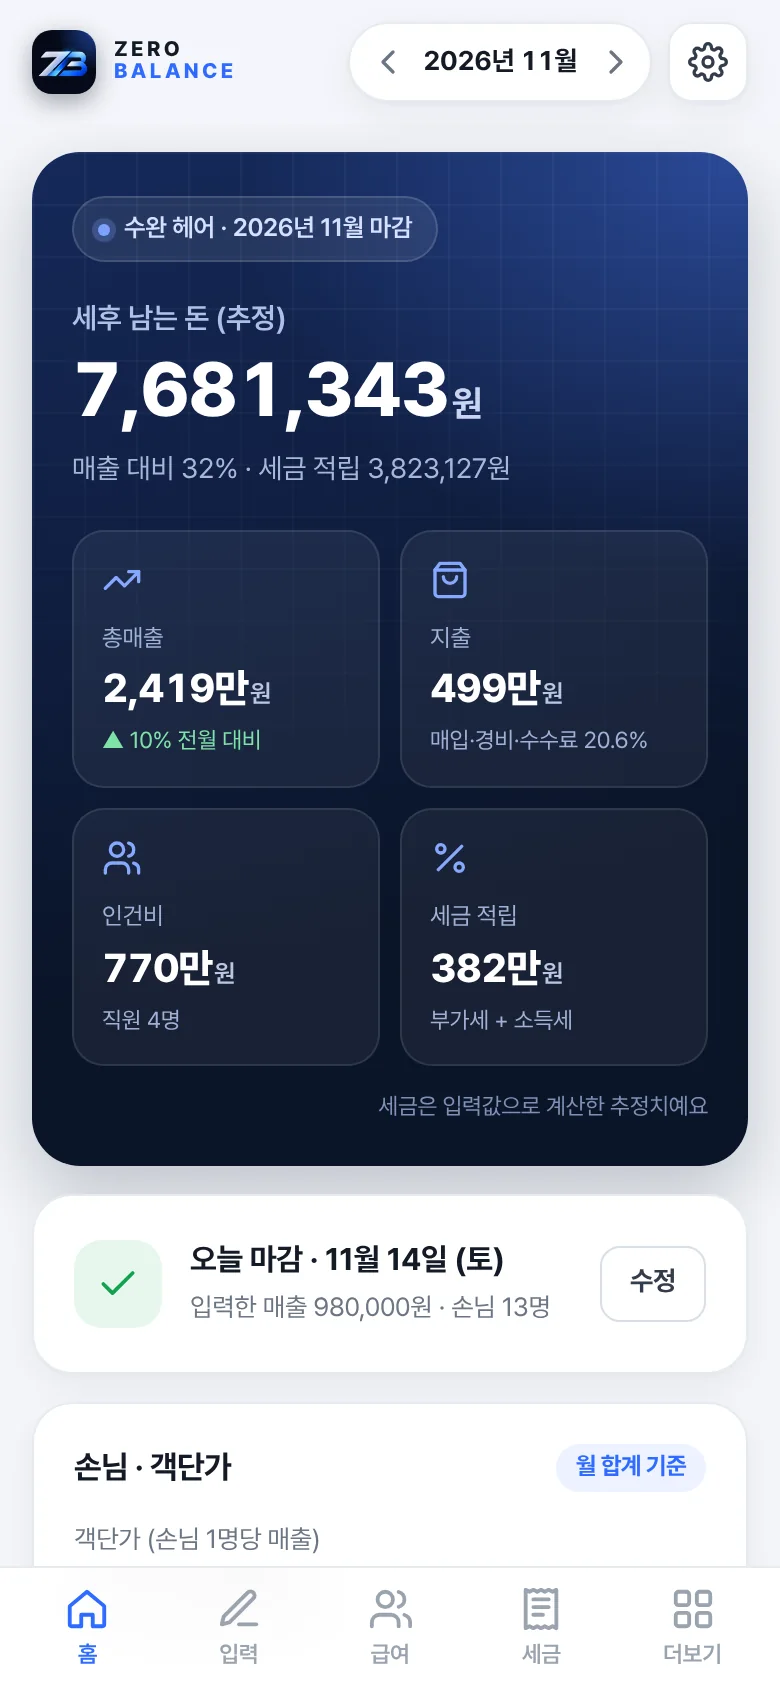 ZERO
BALANCE
2026년 11월
수완 헤어 · 2026년 11월 마감
세후 남는 돈 (추정)
7,681,343원
매출 대비 32% · 세금 적립 3,823,127원
총매출
2,419만원
▲ 10% 전월 대비
지출
499만원
매입·경비·수수료 20.6%
인건비
770만원
직원 4명
세금 적립
382만원
부가세 + 소득세
세금은 입력값으로 계산한 추정치예요
오늘 마감 · 11월 14일 (토)
입력한 매출 980,000원 · 손님 13명
수정
손님 · 객단가
월 합계 기준
객단가 (손님 1명당 매출)
홈
입력
급여
세금
더보기